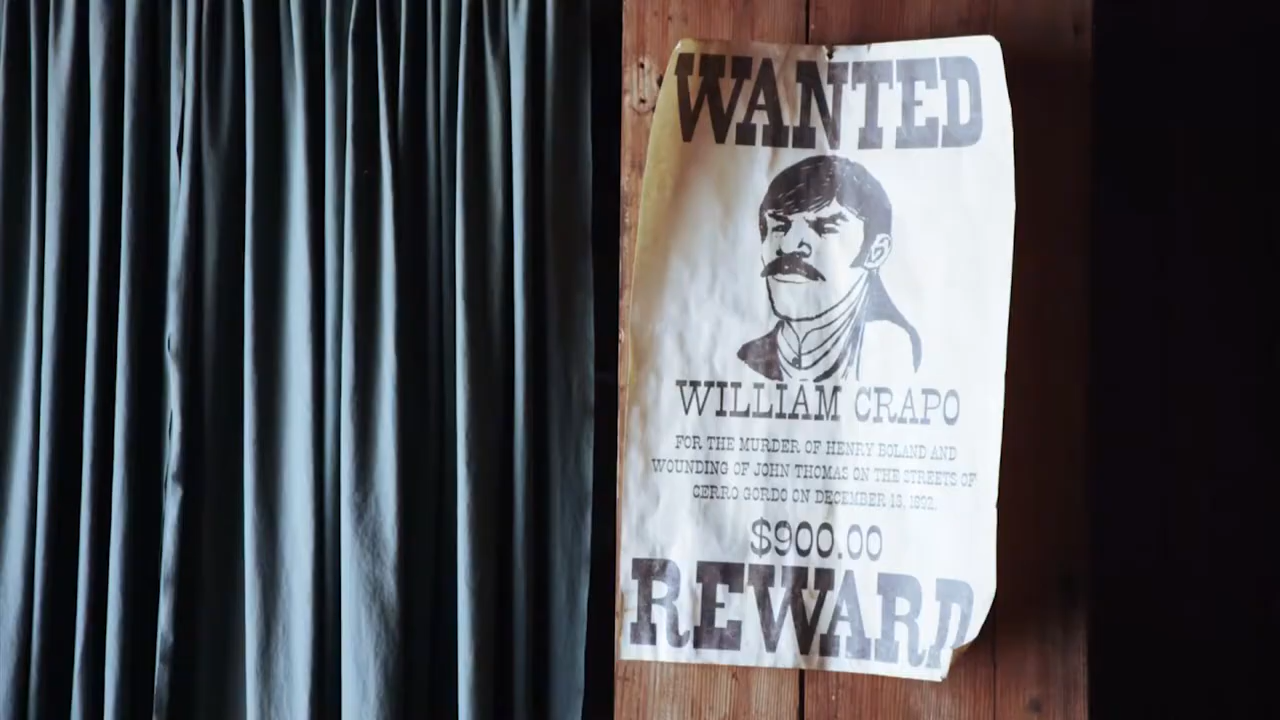 WANTED
WILLIAM CRAPO
FOR THE MURDER OF HENRY BOLAND AND
WOUNDING OF JOHN THOMAS ON THE STREETS OF
CERRO GORDO ON DECEMBER 13, 1892.
$900.00
REWARD